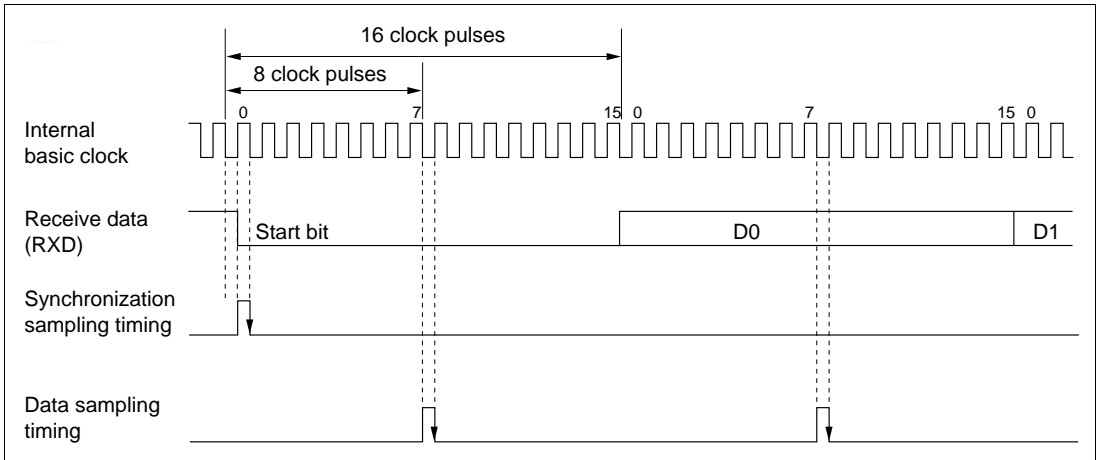 16 clock pulses
8 clock pulses
0 7 15 0 7 15 0
Internal
basic clock
Receive data
(RXD)
Start bit D0 D1
Synchronization
sampling timing
Data sampling
timing